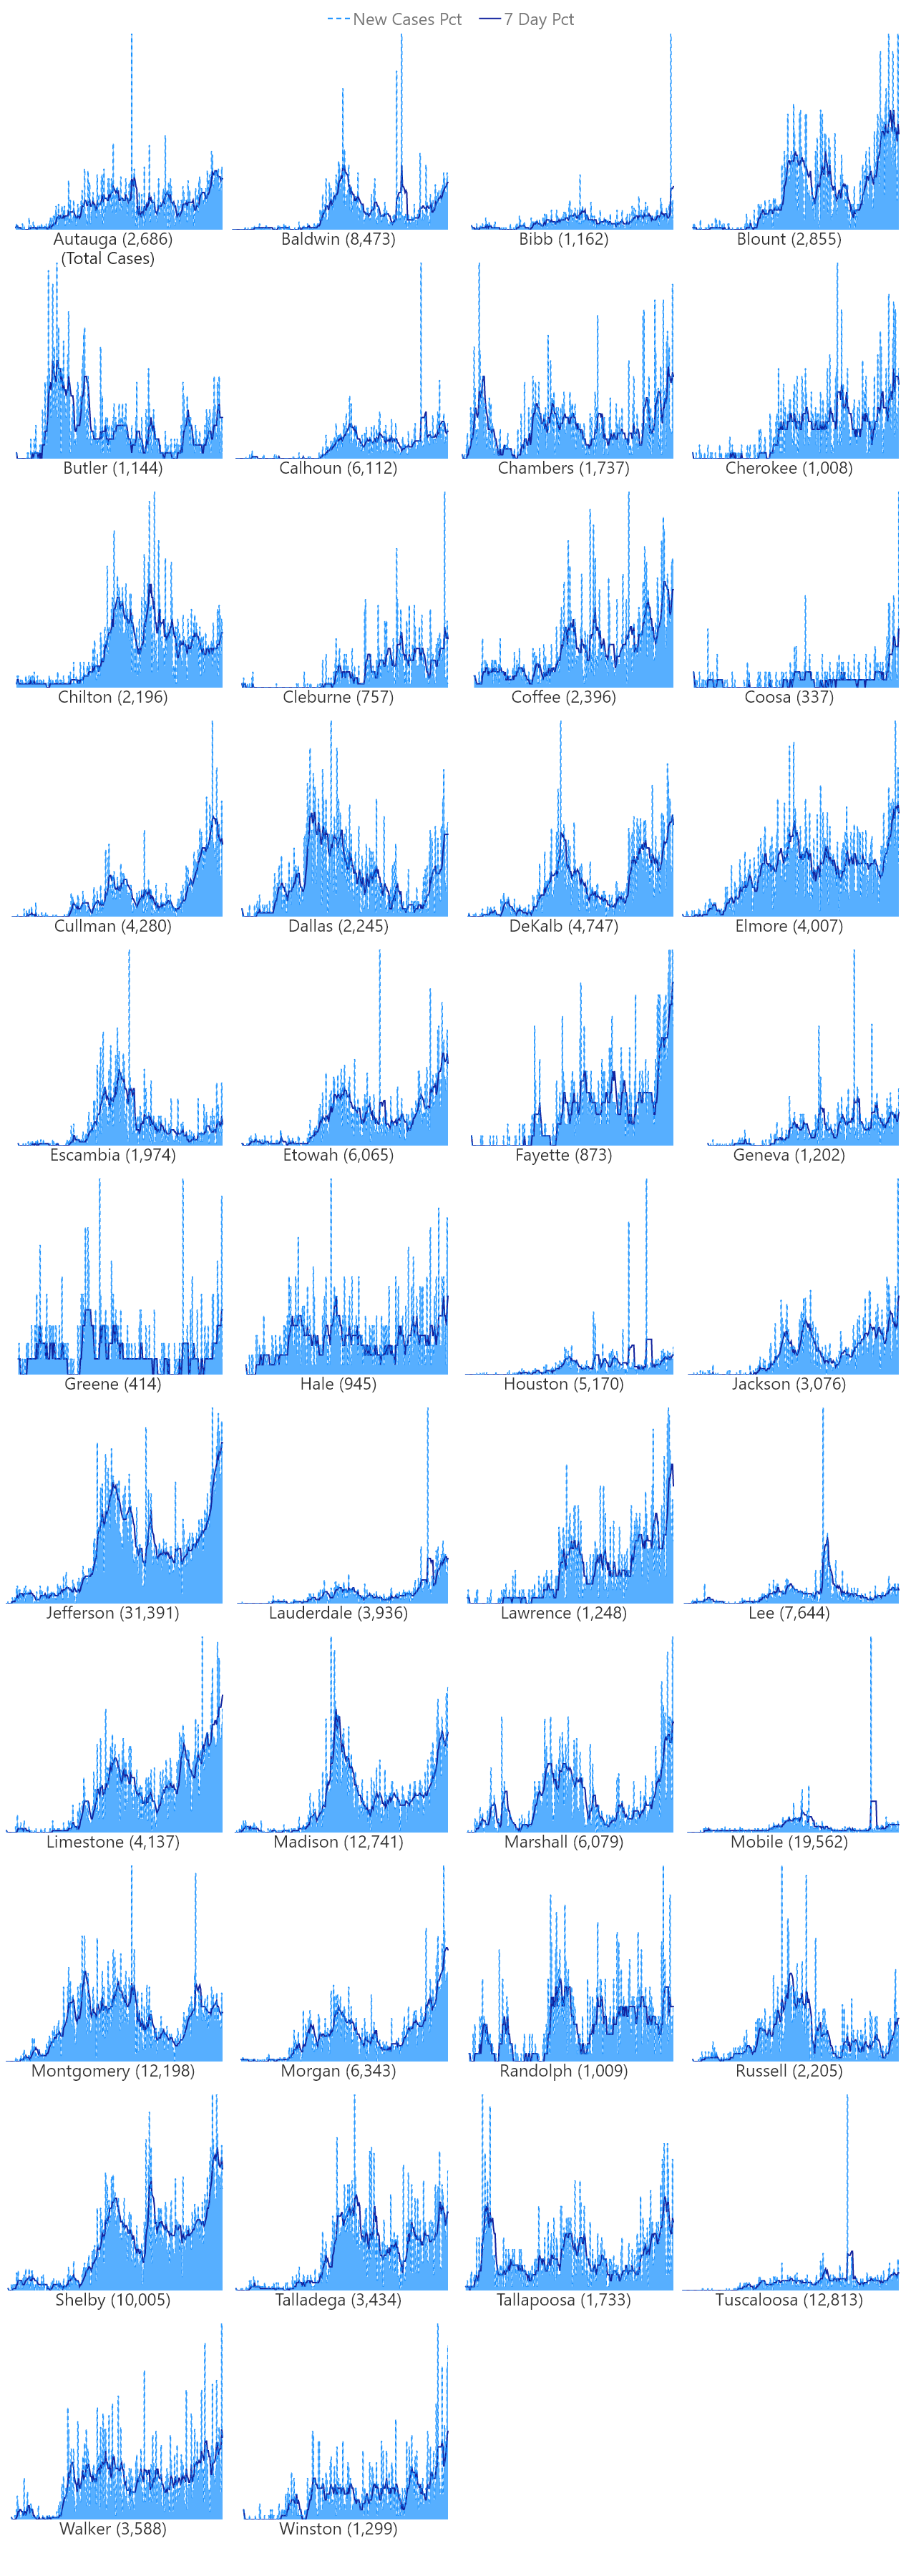 New Cases Pct 7 Day Pct
Autauga (2,686) Baldwin (8,473) Bibb (1,162) Blount (2,855)
(Total Cases)
Butler (1,144) Calhoun (6,112) Chambers (1,737) Cherokee (1,008)
Chilton (2,196) Cleburne (757) Coffee (2,396) Coosa (337)
Cullman (4,280) Dallas (2,245) DeKalb (4,747) Elmore (4,007)
Escambia (1,974) Etowah (6,065) Fayette (873) Geneva (1,202)
Greene (414) Hale (945) Houston (5,170) Jackson (3,076)
Jefferson (31,391) Lauderdale (3,936) Lawrence (1,248) Lee (7,644)
Limestone (4,137) Madison (12,741) Marshall (6,079) Mobile (19,562)
Montgomery (12,198) Morgan (6,343) Randolph (1,009) Russell (2,205)
Shelby (10,005) Talladega (3,434) Tallapoosa (1,733) Tuscaloosa (12,813)
Walker (3,588) Winston (1,299)